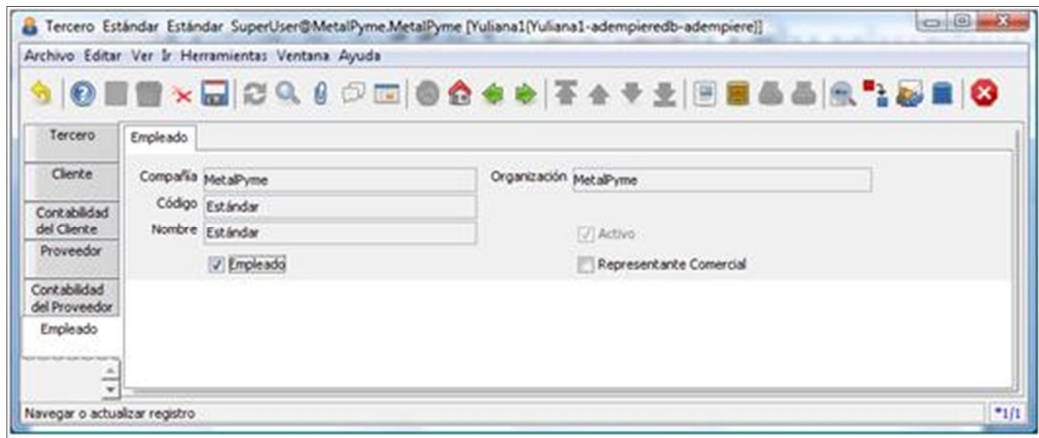 Tercero Estándar Estándar SuperUser@MetalPyme.MetalPyme [Yuliana1{Yuliana1-adempieredb-adempiere}]
Archivo Editar Ver Ir Herramientas Ventana Ayuda
Tercero
Cliente
Contabilidad del Cliente
Proveedor
Contabilidad del Proveedor
Empleado
Empleado
Compañía MetalPyme Organización MetalPyme
Código Estándar
Nombre Estándar Activo
Empleado Representante Comercial
Navegar o actualizar registro *1/1